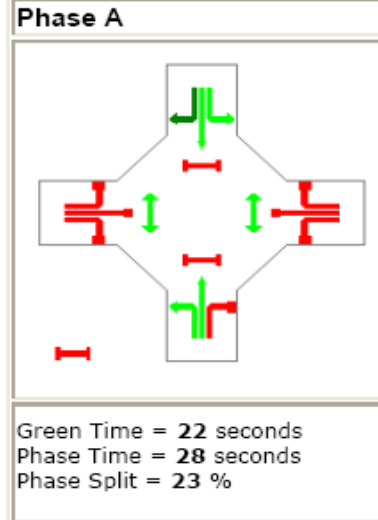 Phase A
Green Time = 22 seconds
Phase Time = 28 seconds
Phase Split = 23 %